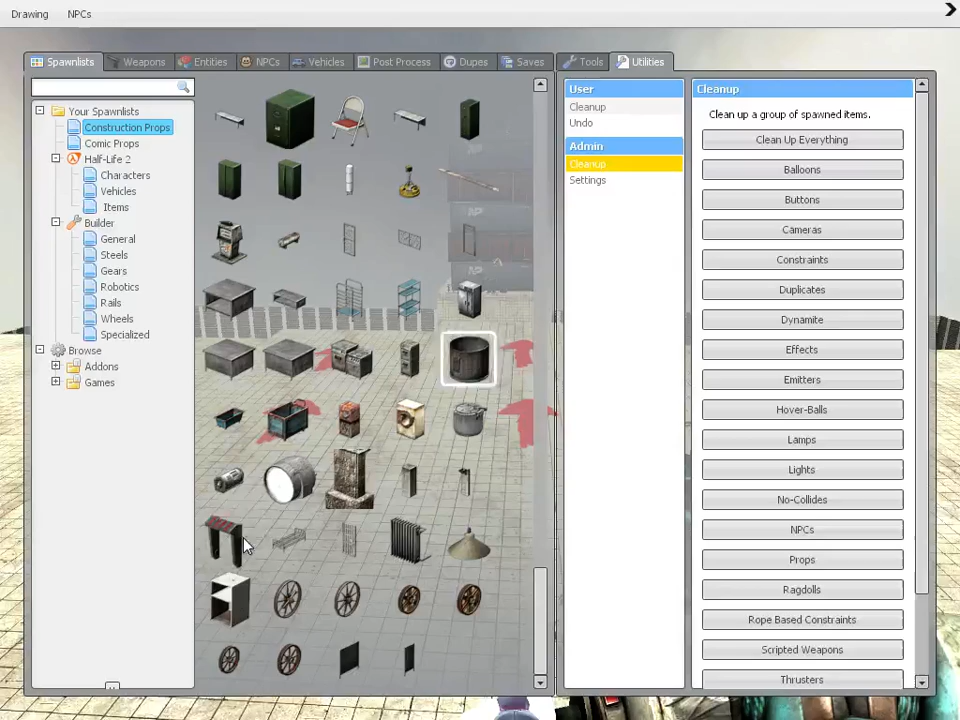 Drawing NPCs
Spawnlists Weapons Entities NPCs Vehicles Post Process Dupes Saves Tools Utilities
Your Spawnlists
Construction Props
Comic Props
Half-Life 2
Characters
Vehicles
Items
Builder
General
Steels
Gears
Robotics
Rails
Wheels
Specialized
Browse
Addons
Games
User
Cleanup
Undo
Admin
Cleanup
Settings
Cleanup
Clean up a group of spawned items.
Clean Up Everything
Balloons
Buttons
Cameras
Constraints
Duplicates
Dynamite
Effects
Emitters
Hover-Balls
Lamps
Lights
No-Collides
NPCs
Props
Ragdolls
Rope Based Constraints
Scripted Weapons
Thrusters